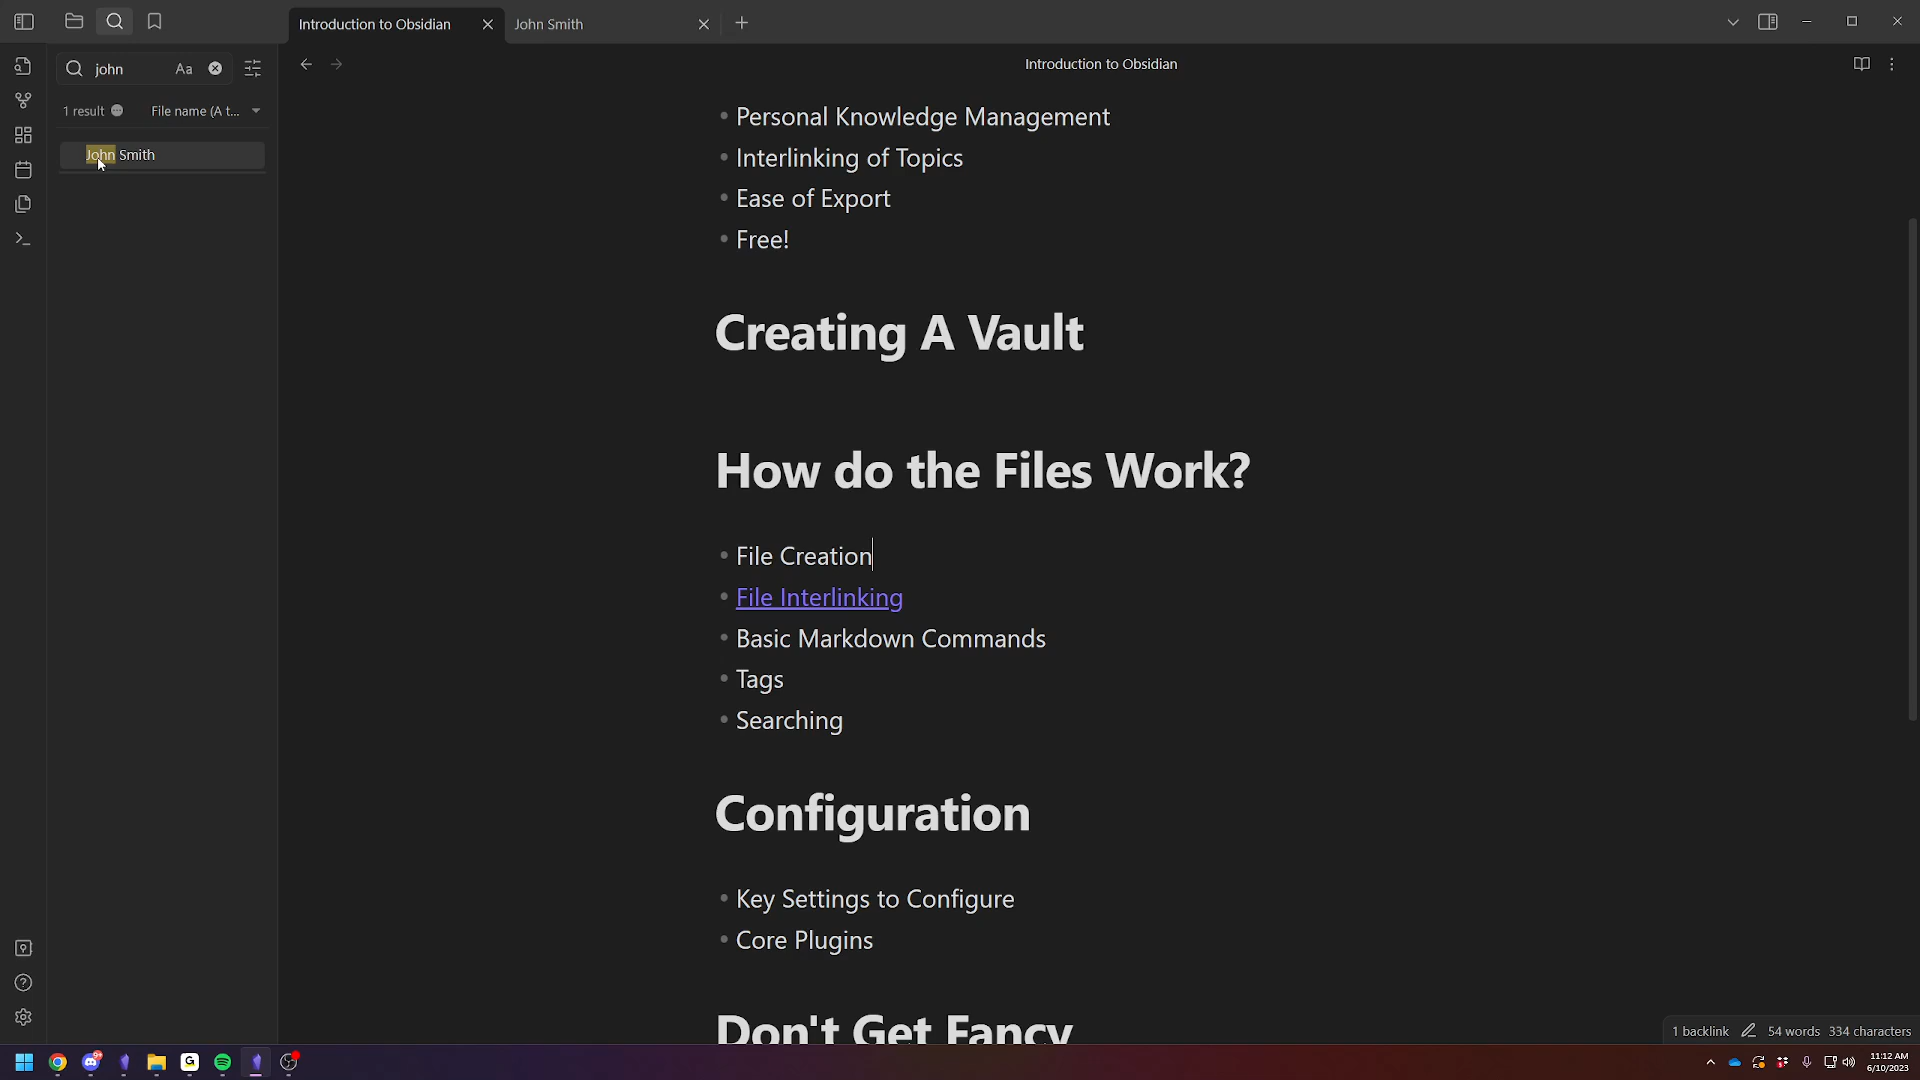 Introduction to Obsidian
John Smith
john
Aa
Introduction to Obsidian
1 result
File name (A t...
John Smith
Personal Knowledge Management
Interlinking of Topics
Ease of Export
Free!
Creating A Vault
How do the Files Work?
File Creation
File Interlinking
Basic Markdown Commands
Tags
Searching
Configuration
Key Settings to Configure
Core Plugins
Don't Get Fancy
1 backlink
54 words
334 characters
11:12 AM
6/10/2023